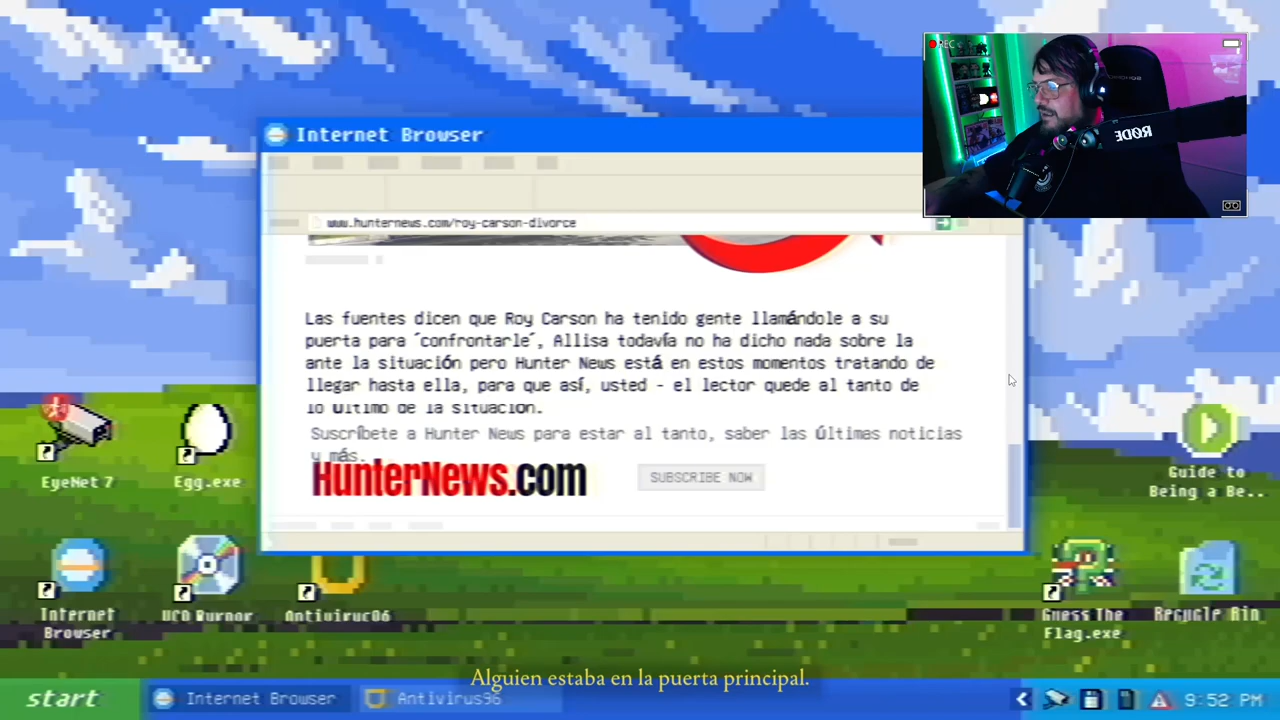 REC
RØDE
Internet Browser
www.hunternews.com/roy-carson-divorce
Las fuentes dicen que Roy Carson ha tenido gente llamándole a su
puerta para ´confrontarle´, Allisa todavía no ha dicho nada sobre la
ante la situación pero Hunter News está en estos momentos tratando de
llegar hasta ella, para que así, usted - el lector quede al tanto de
lo último de la situación.
Suscríbete a Hunter News para estar al tanto, saber las últimas noticias
y más.
HunterNews.com
SUBSCRIBE NOW
EyeNet 7
Egg.exe
Guide to
Being a Be..
Internet
Browser
Guess The
Flag.exe
Recycle Bin
Alguien estaba en la puerta principal.
start
Internet Browser
Antivirus96
9:52 PM